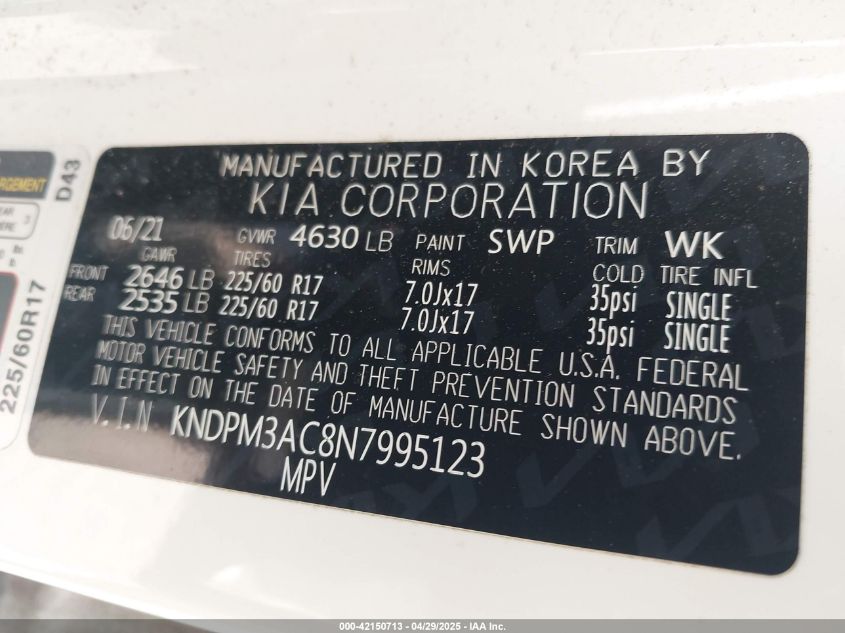 MANUFACTURED IN KOREA BY
KIA CORPORATION
06/21 GVWR 4630 LB PAINT SWP TRIM WK
GAWR TIRES RIMS COLD TIRE INFL
FRONT 2646 LB 225/60 R17 7.0Jx17 35psi SINGLE
REAR 2535 LB 225/60 R17 7.0Jx17 35psi SINGLE
THIS VEHICLE CONFORMS TO ALL APPLICABLE U.S.A. FEDERAL
MOTOR VEHICLE SAFETY AND THEFT PREVENTION STANDARDS
IN EFFECT ON THE DATE OF MANUFACTURE SHOWN ABOVE.
V.I.N KNDPM3AC8N7995123
MPV
D43
225/60R17
3
000-42150713 - 04/29/2025 - IAA Inc.